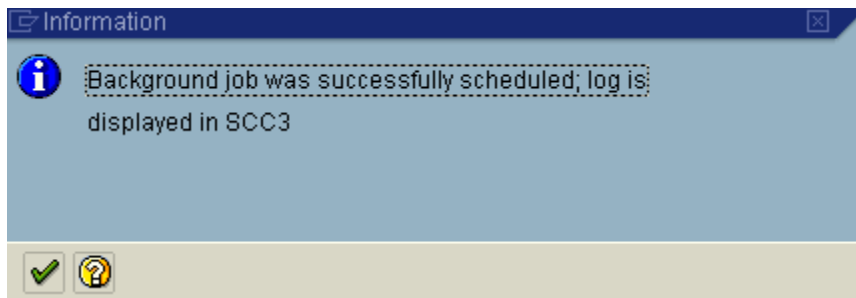 Information
Background job was successfully scheduled; log is
displayed in SCC3